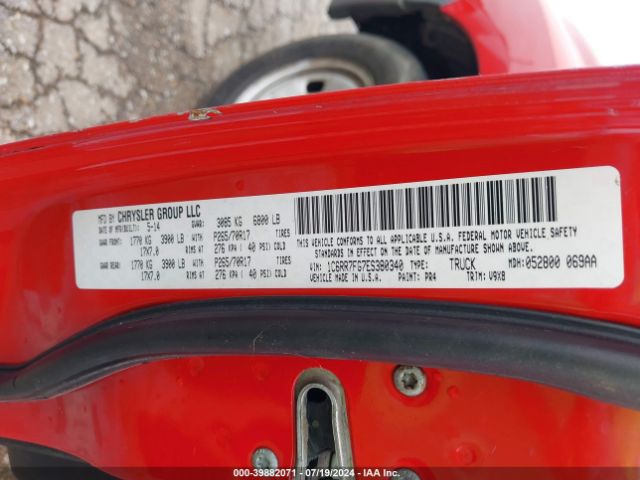 MFD BY CHRYSLER GROUP LLC
DATE OF MFR(BUILT): 5-14 GVWR: 3085 KG 6800 LB
GAWR FRONT: 1770 KG 3900 LB WITH P265/70R17 TIRES
17X7.0 RIMS AT 276 KPA ( 40 PSI) COLD
GAWR REAR: 1770 KG 3900 LB WITH P265/70R17 TIRES
17X7.0 RIMS AT 276 KPA ( 40 PSI) COLD
THIS VEHICLE CONFORMS TO ALL APPLICABLE U.S.A. FEDERAL MOTOR VEHICLE SAFETY
STANDARDS IN EFFECT ON THE DATE OF MANUFACTURE SHOWN ABOVE.
VIN: 1C6RR7FG7ES380340 TYPE: TRUCK MDH: 052800 069AA
VEHICLE MADE IN U.S.A. PAINT: PR4 TRIM: V9X8
000-39882071 - 07/19/2024 - IAA Inc.